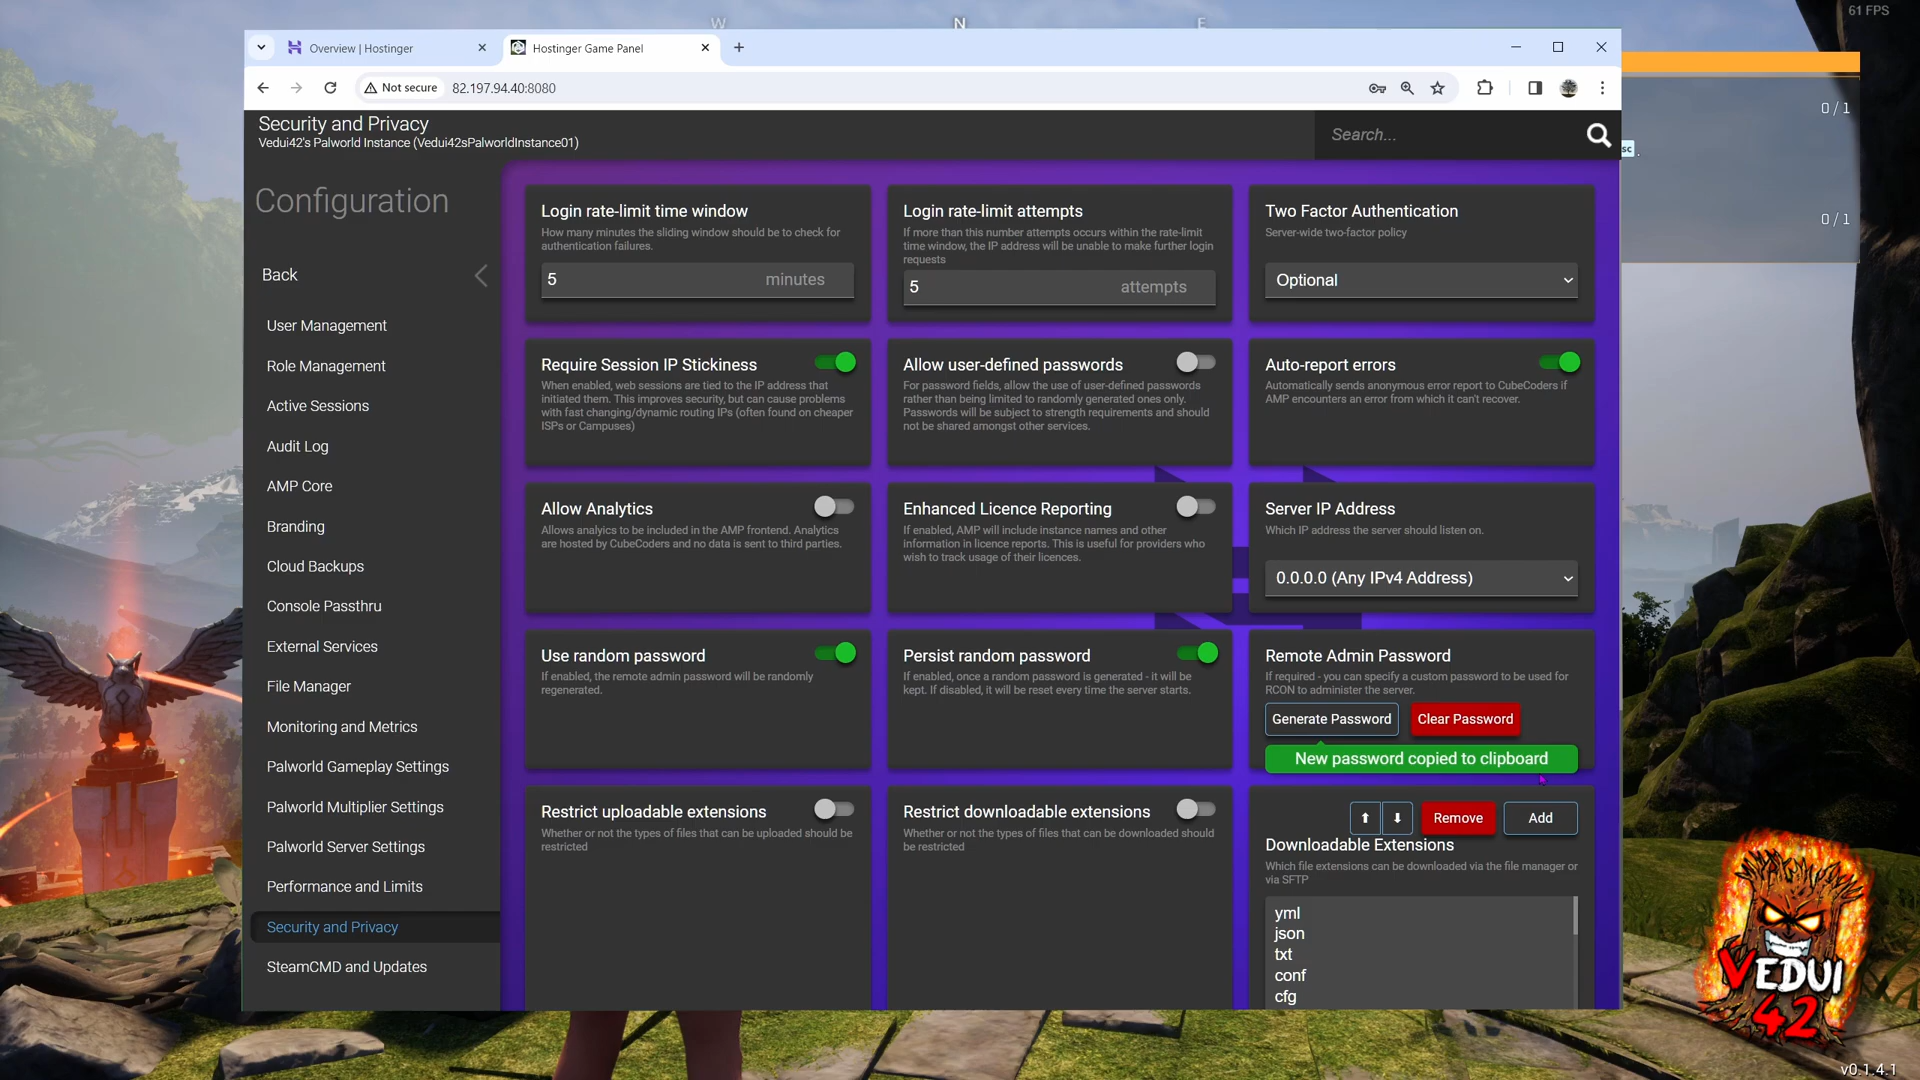 W
N
E
61 FPS
Overview | Hostinger
Hostinger Game Panel
Not secure
82.197.94.40:8080
0 / 1
sc .
0 / 1
Security and Privacy
Vedui42's Palworld Instance (Vedui42sPalworldInstance01)
Search...
Configuration
Back
User Management
Role Management
Active Sessions
Audit Log
AMP Core
Branding
Cloud Backups
Console Passthru
External Services
File Manager
Monitoring and Metrics
Palworld Gameplay Settings
Palworld Multiplier Settings
Palworld Server Settings
Performance and Limits
Security and Privacy
SteamCMD and Updates
Login rate-limit time window
How many minutes the sliding window should be to check for
authentication failures.
5
minutes
Login rate-limit attempts
If more than this number attempts occurs within the rate-limit
time window, the IP address will be unable to make further login
requests
5
attempts
Two Factor Authentication
Server-wide two-factor policy
Optional
Require Session IP Stickiness
When enabled, web sessions are tied to the IP address that
initiated them. This improves security, but can cause problems
with fast changing/dynamic routing IPs (often found on cheaper
ISPs or Campuses)
Allow user-defined passwords
For password fields, allow the use of user-defined passwords
rather than being limited to randomly generated ones only.
Passwords will be subject to strength requirements and should
not be shared amongst other services.
Auto-report errors
Automatically sends anonymous error report to CubeCoders if
AMP encounters an error from which it can't recover.
Allow Analytics
Allows analyics to be included in the AMP frontend. Analytics
are hosted by CubeCoders and no data is sent to third parties.
Enhanced Licence Reporting
If enabled, AMP will include instance names and other
information in licence reports. This is useful for providers who
wish to track usage of their licences.
Server IP Address
Which IP address the server should listen on.
0.0.0.0 (Any IPv4 Address)
Use random password
If enabled, the remote admin password will be randomly
regenerated.
Persist random password
If enabled, once a random password is generated - it will be
kept. If disabled, it will be reset every time the server starts.
Remote Admin Password
If required - you can specify a custom password to be used for
RCON to administer the server.
Generate Password
Clear Password
New password copied to clipboard
Restrict uploadable extensions
Whether or not the types of files that can be uploaded should be
restricted
Restrict downloadable extensions
Whether or not the types of files that can be downloaded should
be restricted
Remove
Add
Downloadable Extensions
Which file extensions can be downloaded via the file manager or
via SFTP
yml
json
txt
conf
cfg
VEDUI
42
v0.1.4.1